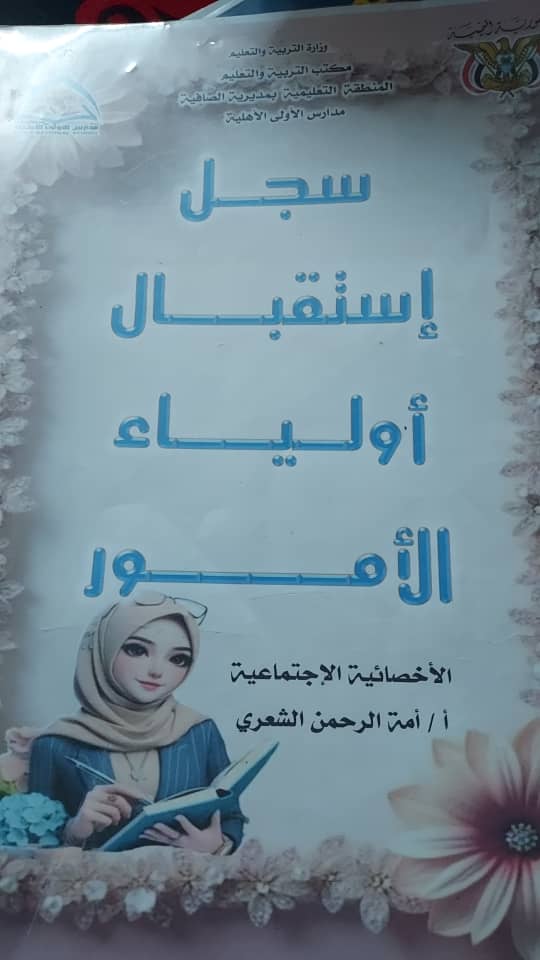 وزارة التربية والتعليم
مكتب التربية والتعليم
المنطقة التعليمية بمديرية الصافية
مدارس الأولى الأهلية
سجل
إستقبال
أولياء
الأمور
الأخصائية الإجتماعية
أ / أمة الرحمن الشعري